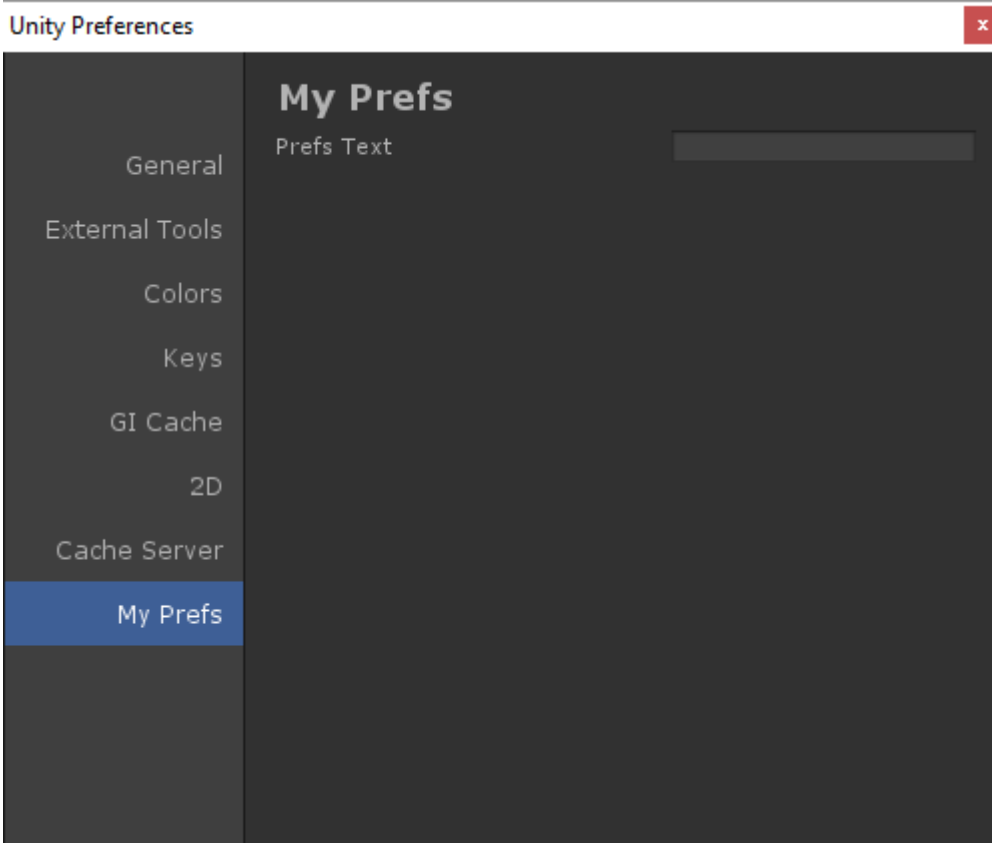 Unity Preferences
x
General
External Tools
Colors
Keys
GI Cache
2D
Cache Server
My Prefs
My Prefs
Prefs Text